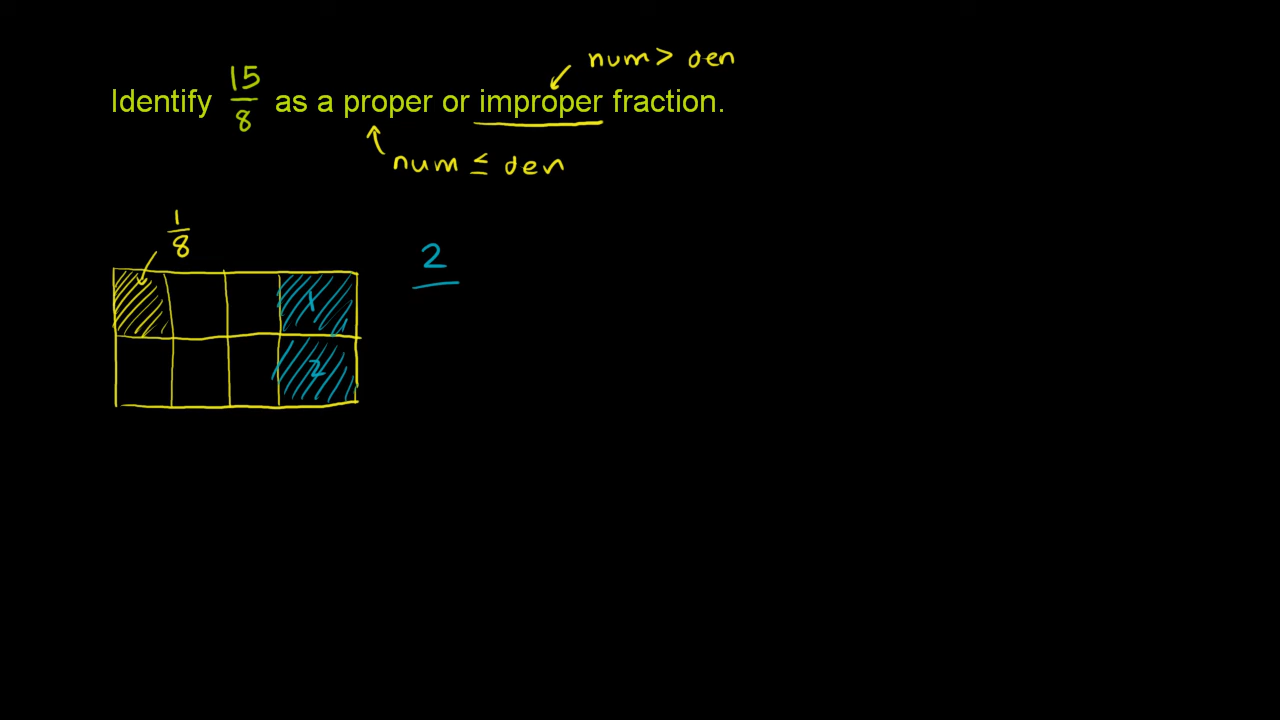 num > den
Identify 15/8 as a proper or improper fraction.
num ≤ den
1/8
2
1
2